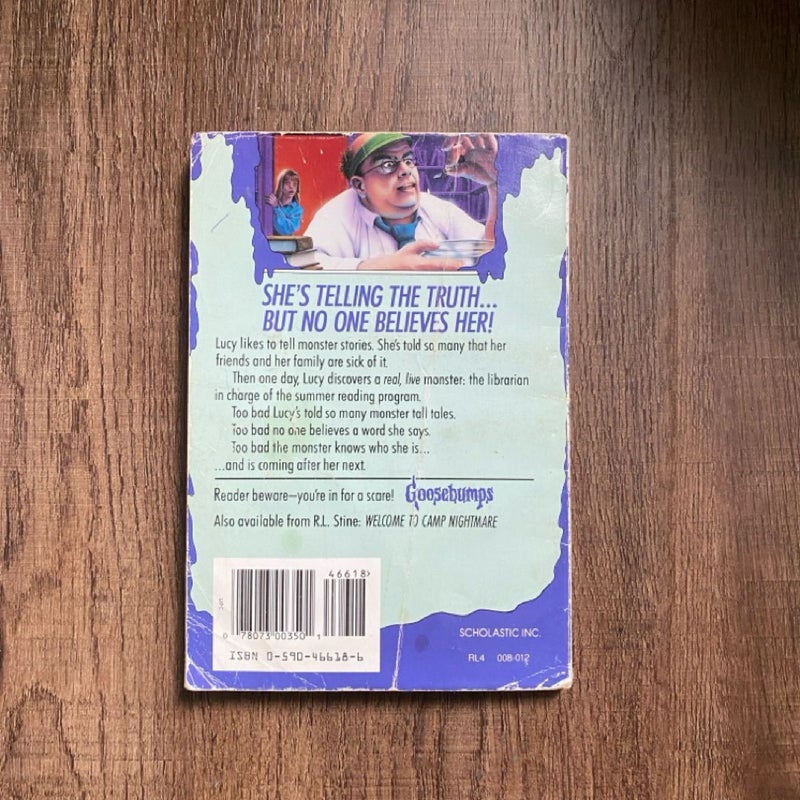 SHE'S TELLING THE TRUTH...
BUT NO ONE BELIEVES HER!
Lucy likes to tell monster stories. She's told so many that her
friends and her family are sick of it.
Then one day, Lucy discovers a real, live monster: the librarian
in charge of the summer reading program.
Too bad Lucy's told so many monster tall tales.
Too bad no one believes a word she says.
Too bad the monster knows who she is...
...and is coming after her next.
Reader beware—you're in for a scare! Goosebumps
Also available from R.L. Stine: WELCOME TO CAMP NIGHTMARE
46618>
0 78073 00350 1
ISBN 0-590-46618-6
SCHOLASTIC INC.
RL4 008-012